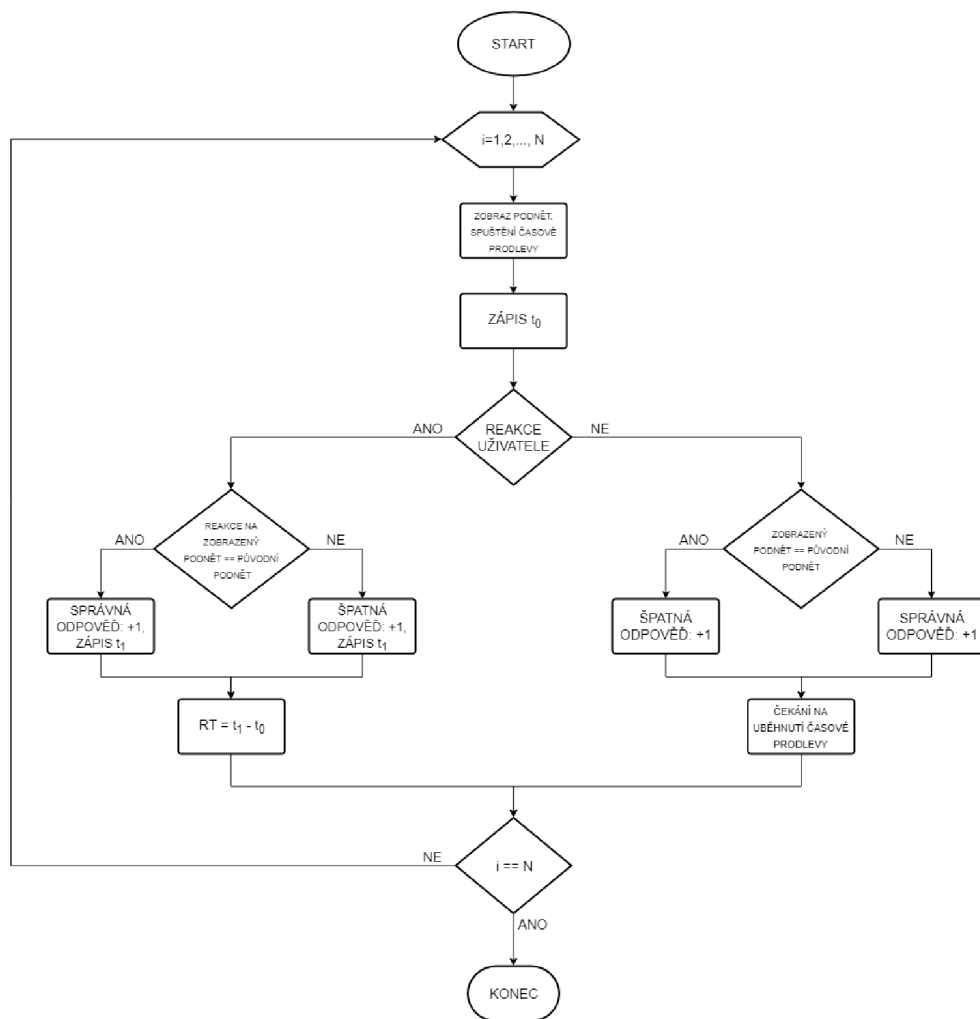 START
i=1,2,..., N
ZOBRAZ PODNĚT,
SPUŠTĚNÍ ČASOVÉ
PRODLEVY
ZÁPIS t₀
REAKCE
UŽIVATELE
ANO
NE
REAKCE NA
ZOBRAZENÝ
PODNĚT == PŮVODNÍ
PODNĚT
ANO
NE
ZOBRAZENÝ
PODNĚT == PŮVODNÍ
PODNĚT
ANO
NE
SPRÁVNÁ
ODPOVĚĎ: +1,
ZÁPIS t₁
ŠPATNÁ
ODPOVĚĎ: +1,
ZÁPIS t₁
ŠPATNÁ
ODPOVĚĎ: +1
SPRÁVNÁ
ODPOVĚĎ: +1
RT = t₁ - t₀
ČEKÁNÍ NA
UBĚHNUTÍ ČASOVÉ
PRODLEVY
i == N
NE
ANO
KONEC